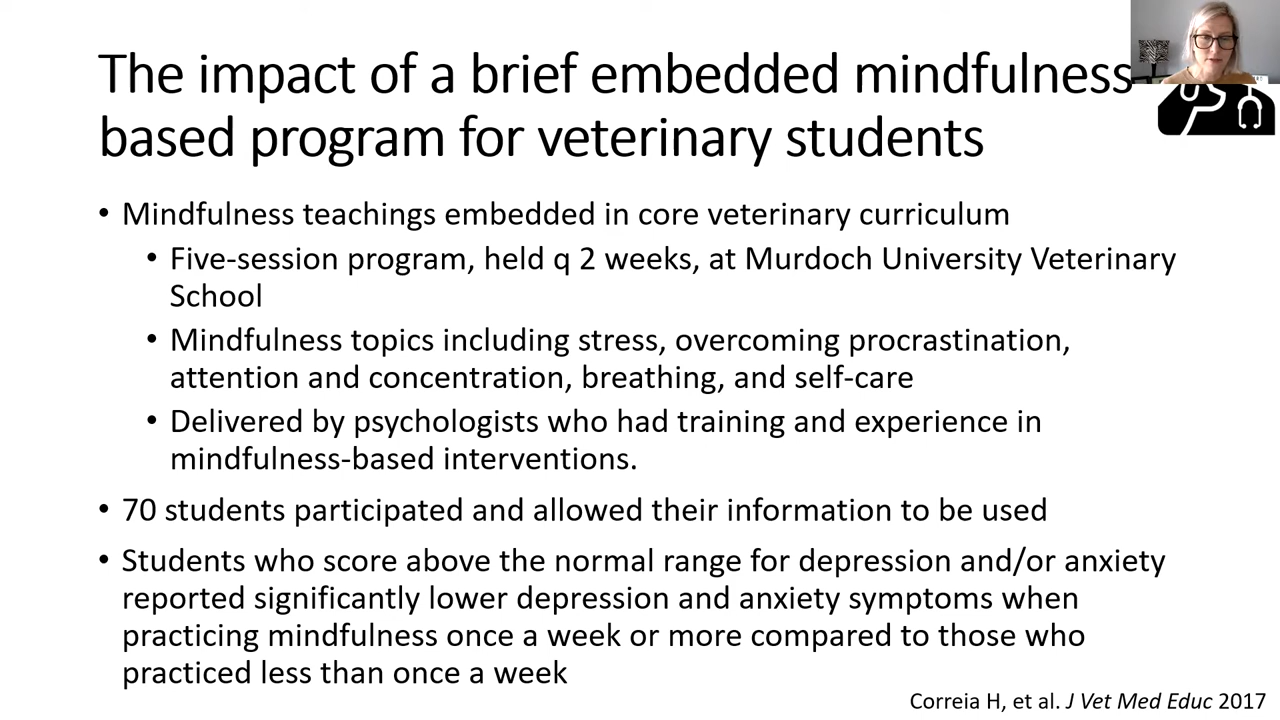 The impact of a brief embedded mindfulness
based program for veterinary students
• Mindfulness teachings embedded in core veterinary curriculum
• Five-session program, held q 2 weeks, at Murdoch University Veterinary
School
• Mindfulness topics including stress, overcoming procrastination,
attention and concentration, breathing, and self-care
• Delivered by psychologists who had training and experience in
mindfulness-based interventions.
• 70 students participated and allowed their information to be used
• Students who score above the normal range for depression and/or anxiety
reported significantly lower depression and anxiety symptoms when
practicing mindfulness once a week or more compared to those who
practiced less than once a week
Correia H, et al. J Vet Med Educ 2017